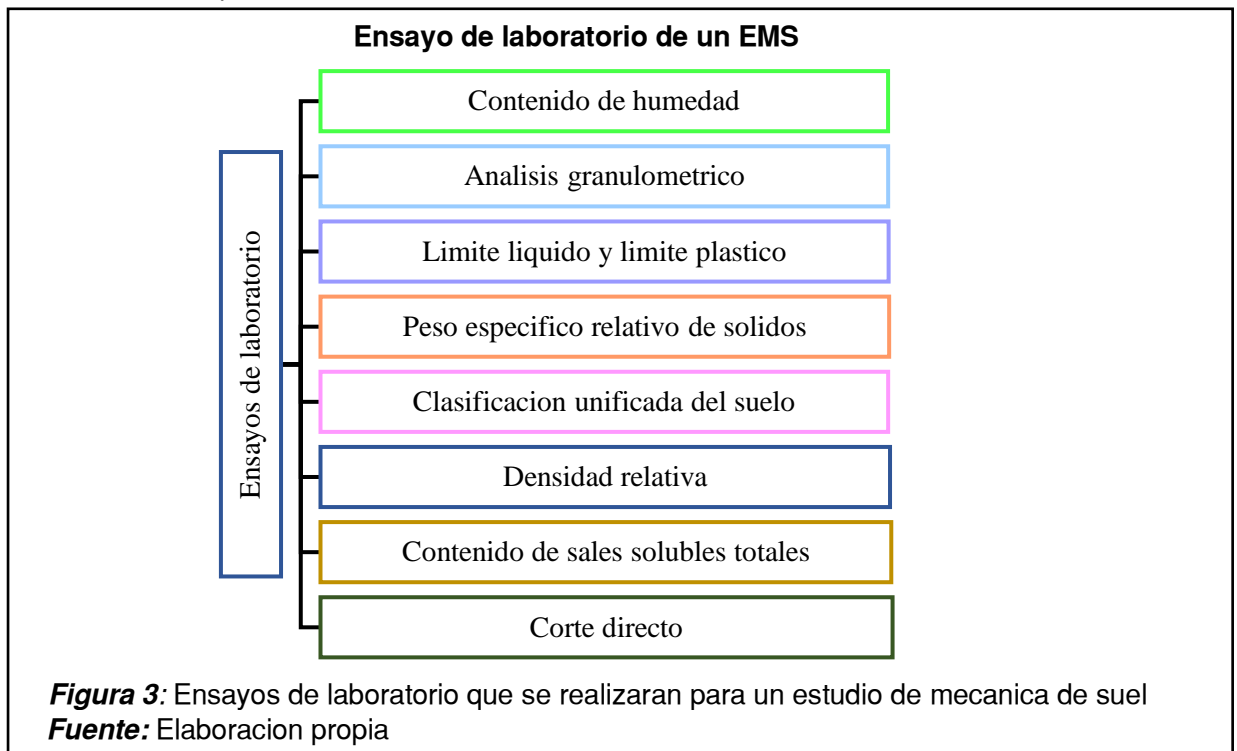 Ensayo de laboratorio de un EMS
Ensayos de laboratorio
Contenido de humedad
Analisis granulometrico
Limite liquido y limite plastico
Peso especifico relativo de solidos
Clasificacion unificada del suelo
Densidad relativa
Contenido de sales solubles totales
Corte directo
Figura 3: Ensayos de laboratorio que se realizaran para un estudio de mecanica de suel
Fuente: Elaboracion propia